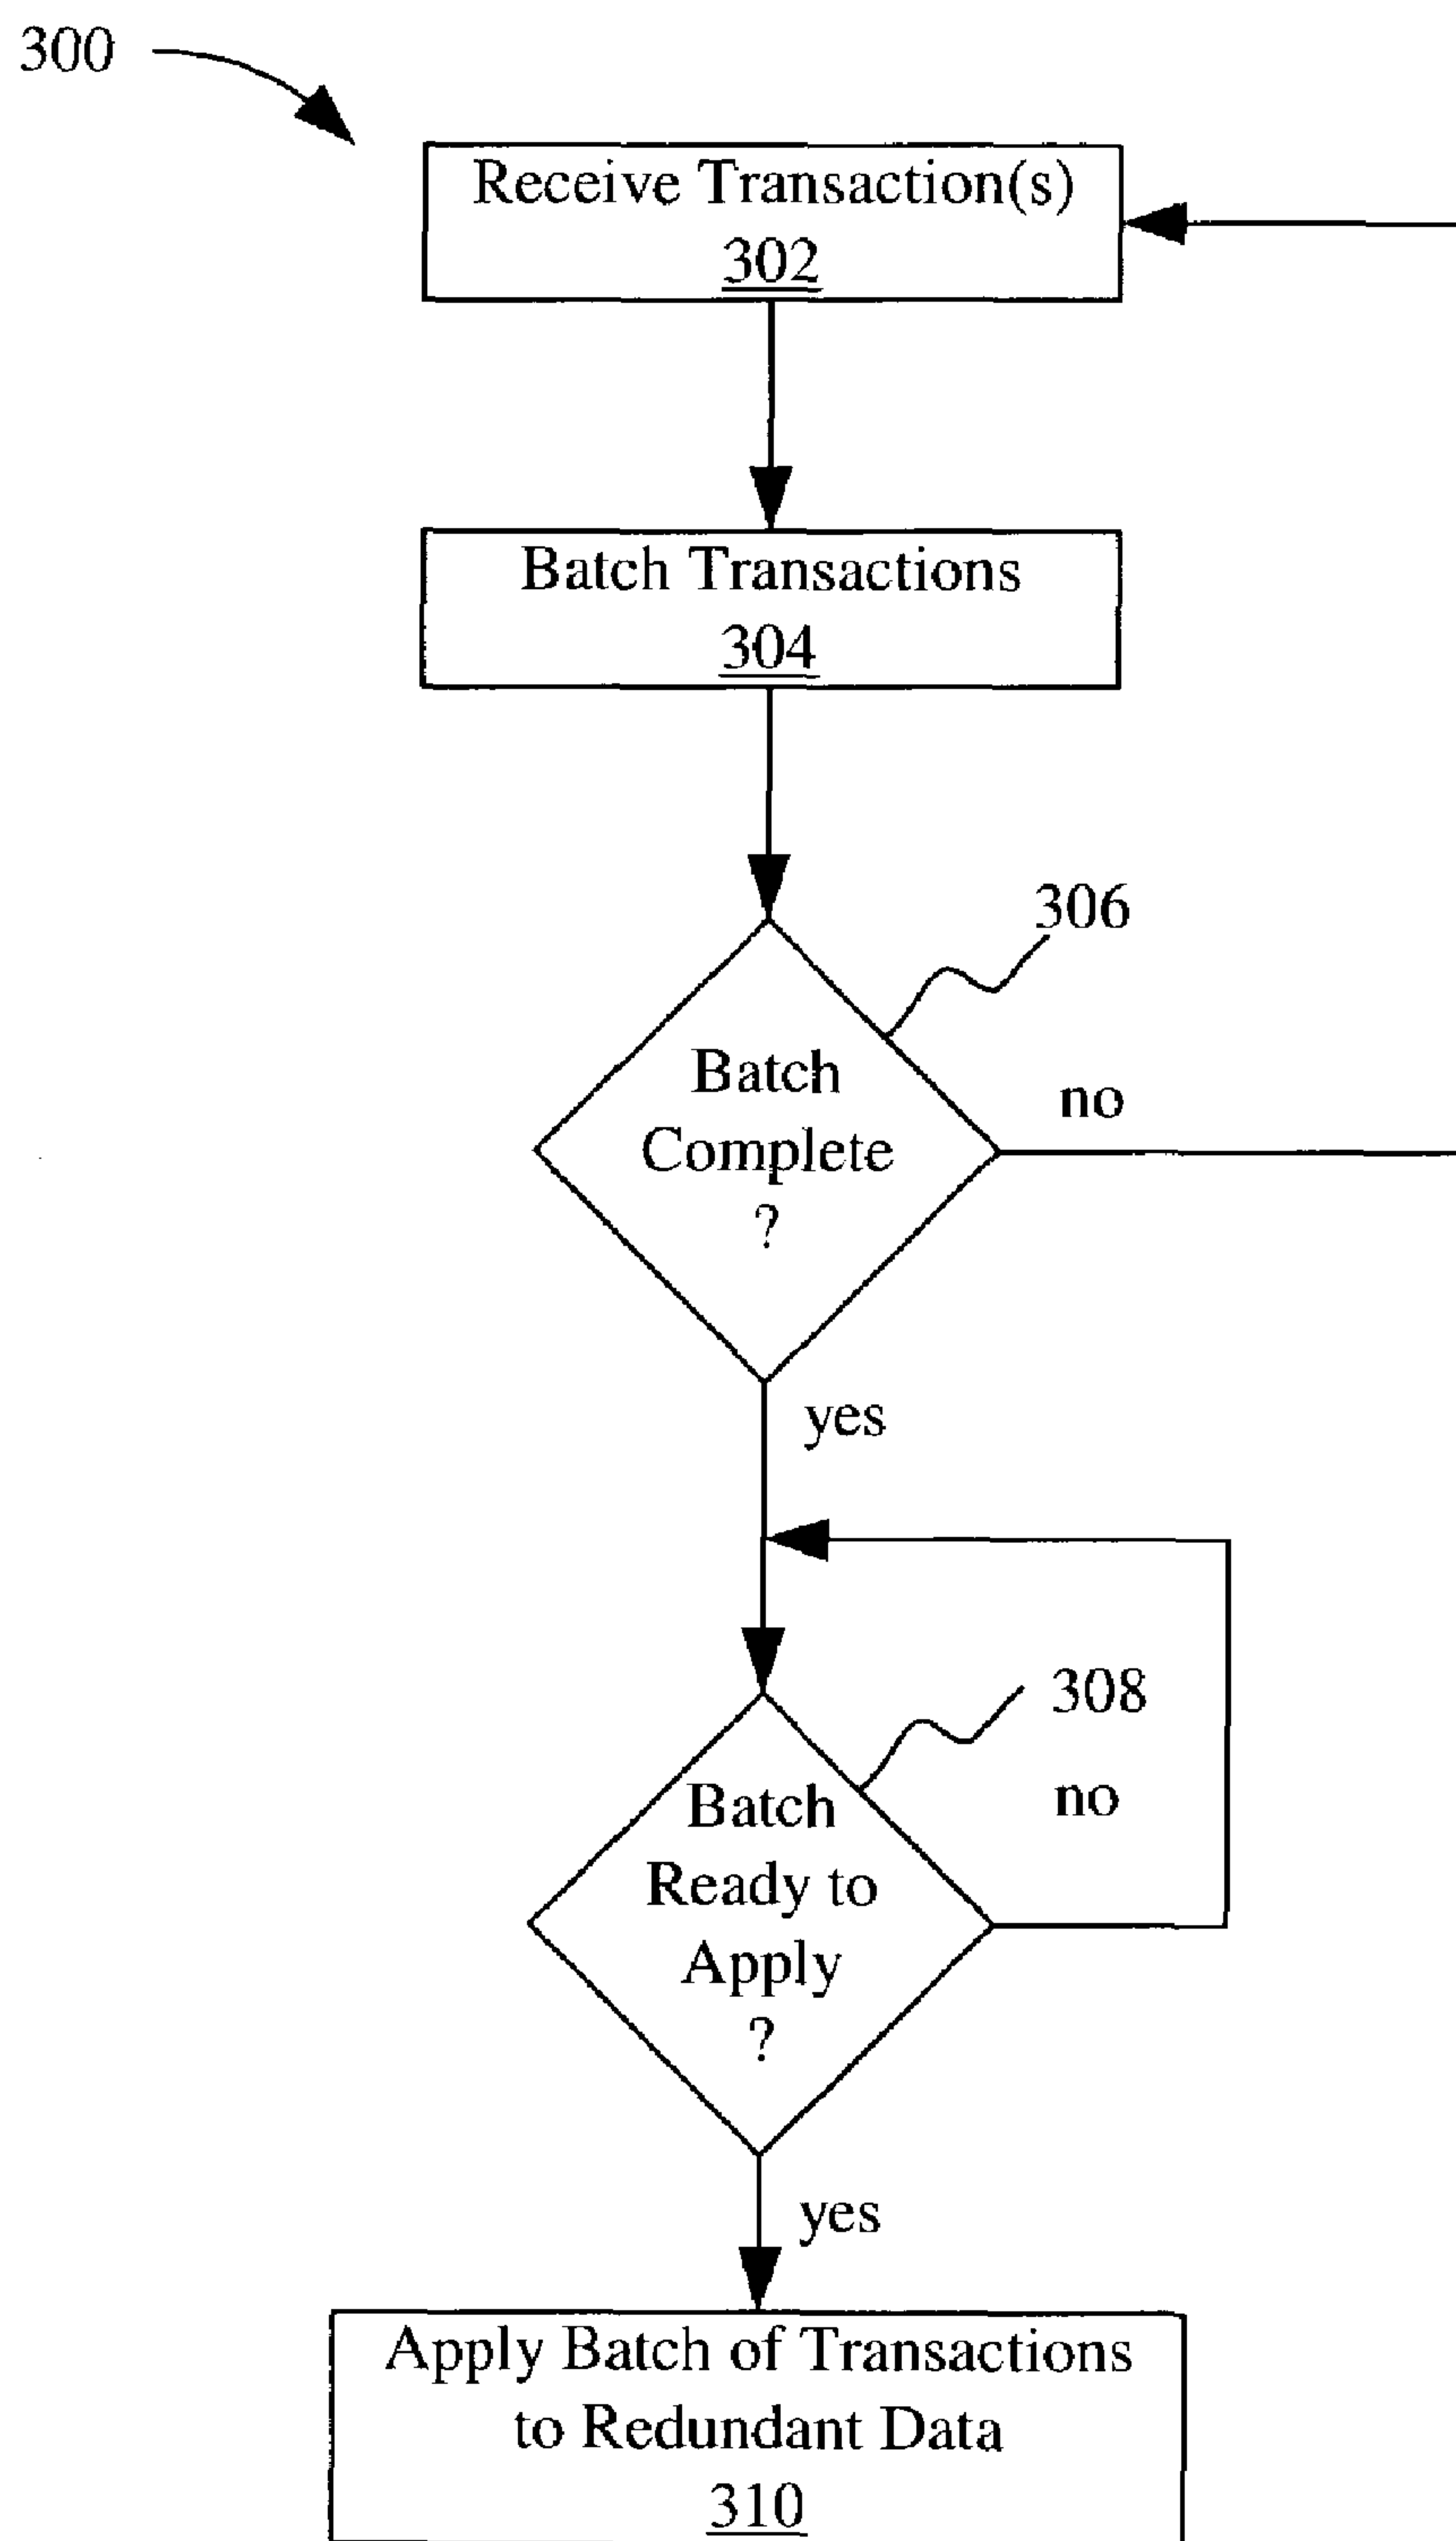 300
Receive Transaction(s)
302
Batch Transactions
304
306
Batch
Complete
?
no
yes
308
no
Batch
Ready to
Apply
?
yes
Apply Batch of Transactions
to Redundant Data
310